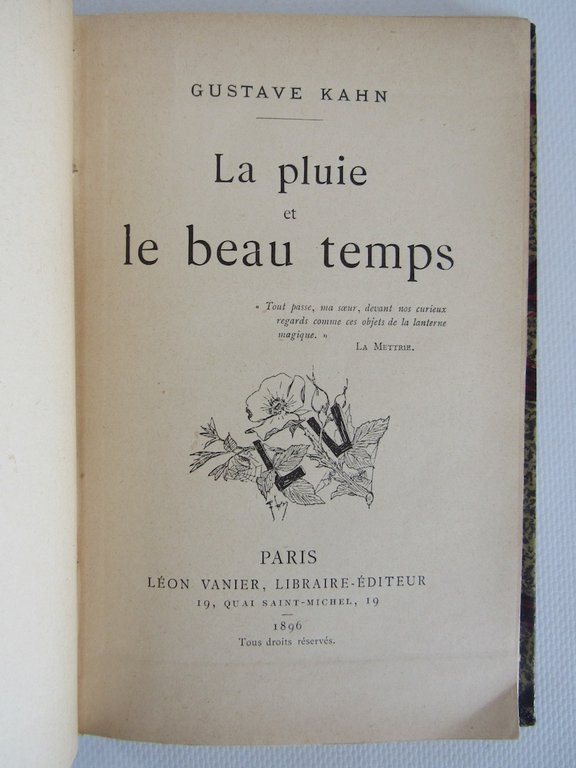 GUSTAVE KAHN
La pluie
et
le beau temps
« Tout passe, ma sœur, devant nos curieux
regards comme ces objets de la lanterne
magique. »
LA METTRIE.
LV
PARIS
LÉON VANIER, LIBRAIRE-ÉDITEUR
19, QUAI SAINT-MICHEL, 19
1896
Tous droits réservés.